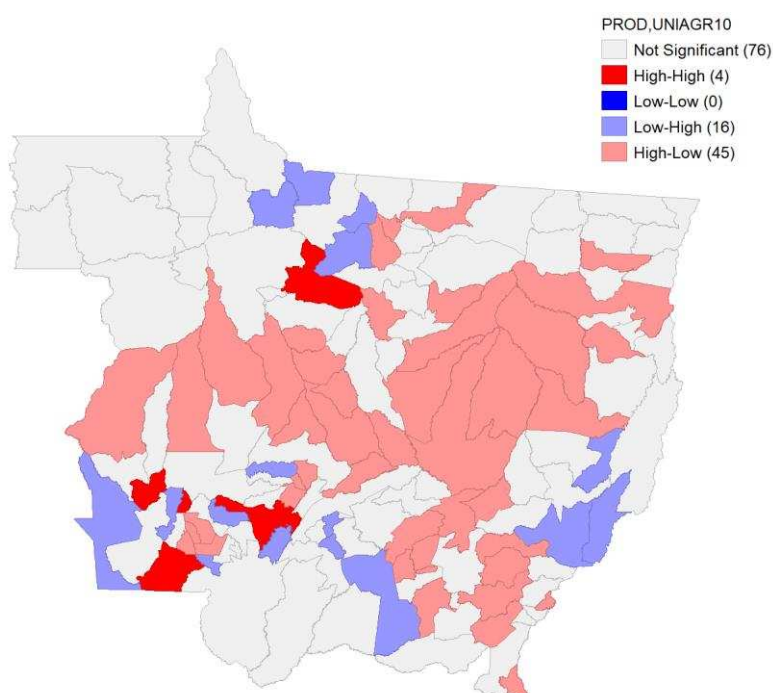 PROD,UNIAGR10
Not Significant (76)
High-High (4)
Low-Low (0)
Low-High (16)
High-Low (45)